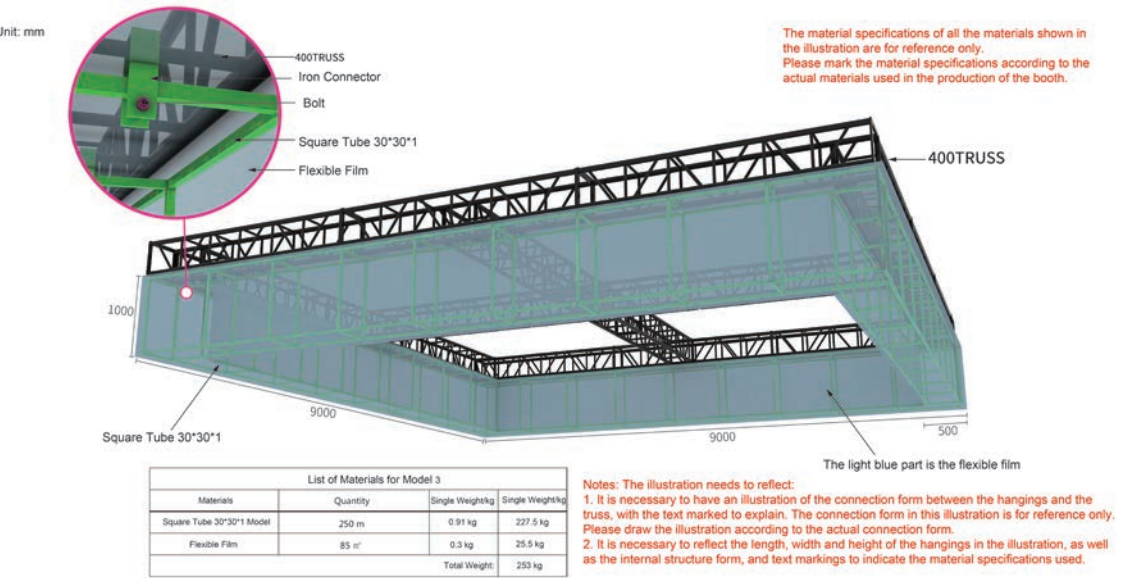 Unit: mm
400TRUSS
Iron Connector
Bolt
Square Tube 30*30*1
Flexible Film
The material specifications of all the materials shown in
the illustration are for reference only.
Please mark the material specifications according to the
actual materials used in the production of the booth.
400TRUSS
1000
9000
9000
500
Square Tube 30*30*1
The light blue part is the flexible film
List of Materials for Model 3
Materials Quantity Single Weight/kg Single Weight/kg
Square Tube 30*30*1 Model 250 m 0.91 kg 227.5 kg
Flexible Film 85 m² 0.3 kg 25.5 kg
Total Weight: 253 kg
Notes: The illustration needs to reflect:
1. It is necessary to have an illustration of the connection form between the hangings and the
truss, with the text marked to explain. The connection form in this illustration is for reference only.
Please draw the illustration according to the actual connection form.
2. It is necessary to reflect the length, width and height of the hangings in the illustration, as well
as the internal structure form, and text markings to indicate the material specifications used.